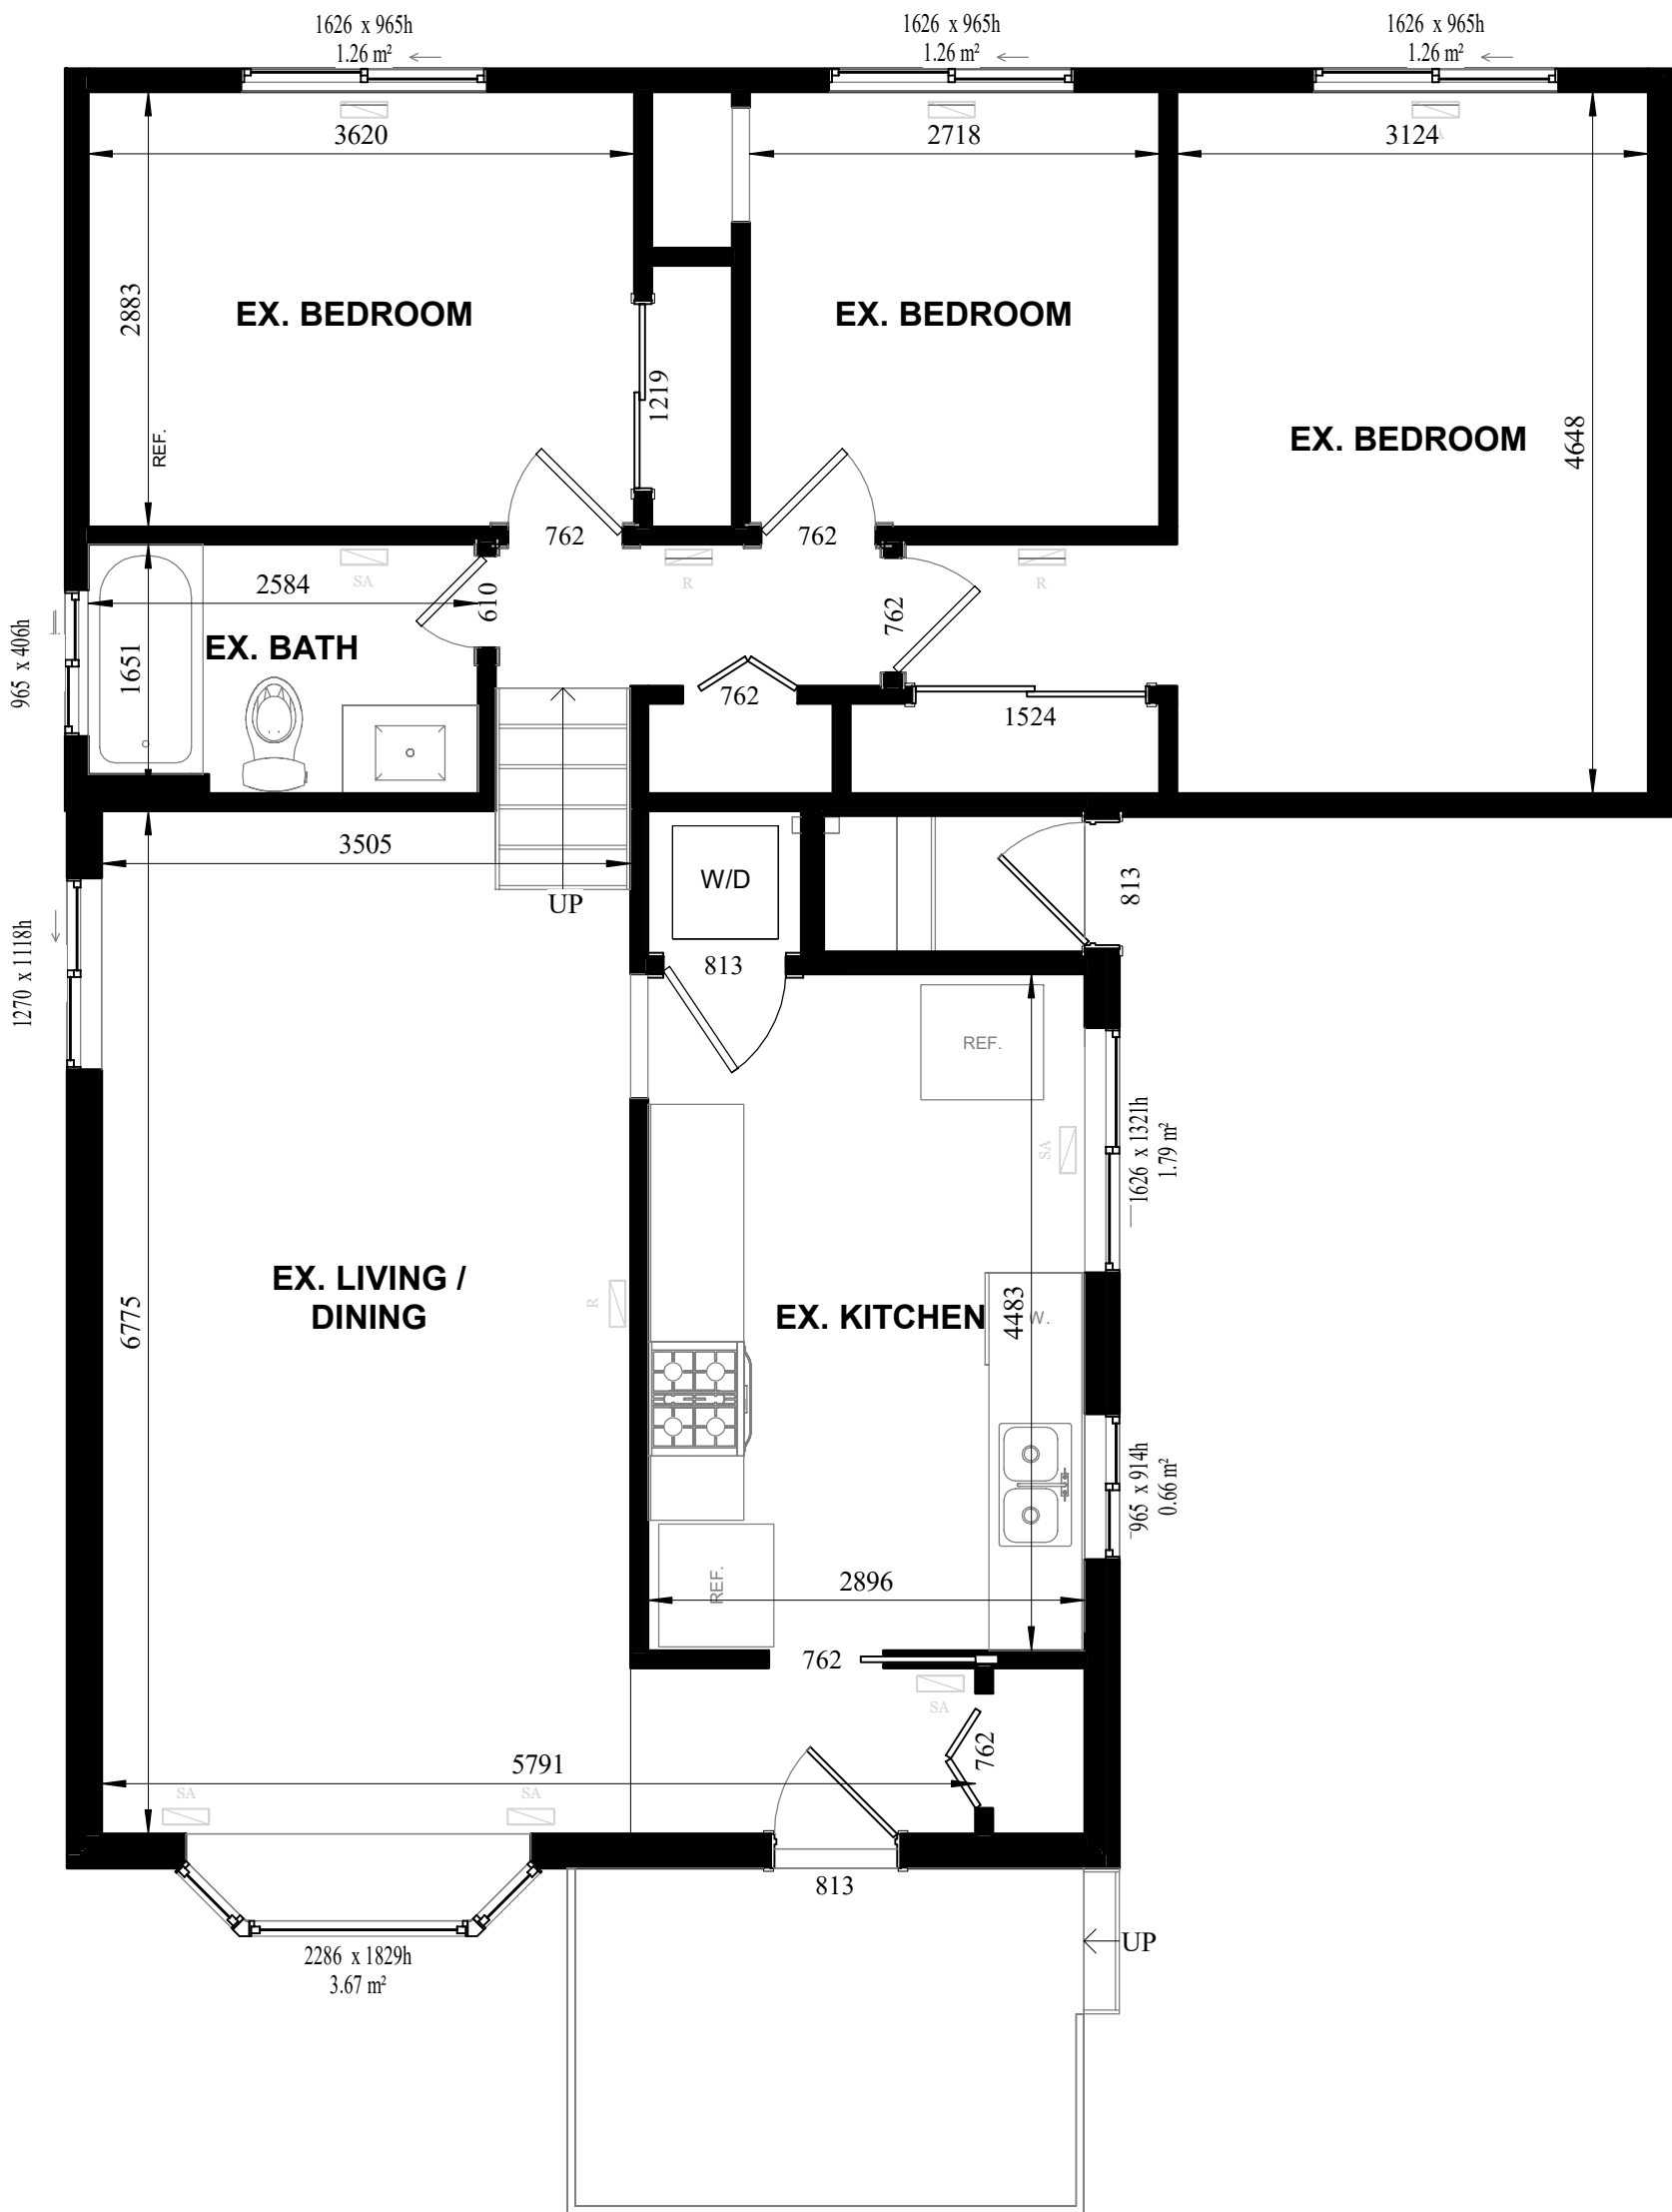 1626 x 965h
1.26 m²
1626 x 965h
1.26 m²
1626 x 965h
1.26 m²
3620
2718
3124
2883
EX. BEDROOM
EX. BEDROOM
1219
REF.
EX. BEDROOM
4648
762
762
SA
R
R
2584
610
762
965 x 406h
EX. BATH
1651
762
1524
3505
W/D
813
UP
1270 x 1118h
813
REF.
SA
1626 x 1321h
1.79 m²
EX. LIVING /
DINING
R
6775
EX. KITCHEN
4483
W.
965 x 914h
0.66 m²
REF.
2896
762
SA
762
5791
SA
SA
813
UP
2286 x 1829h
3.67 m²